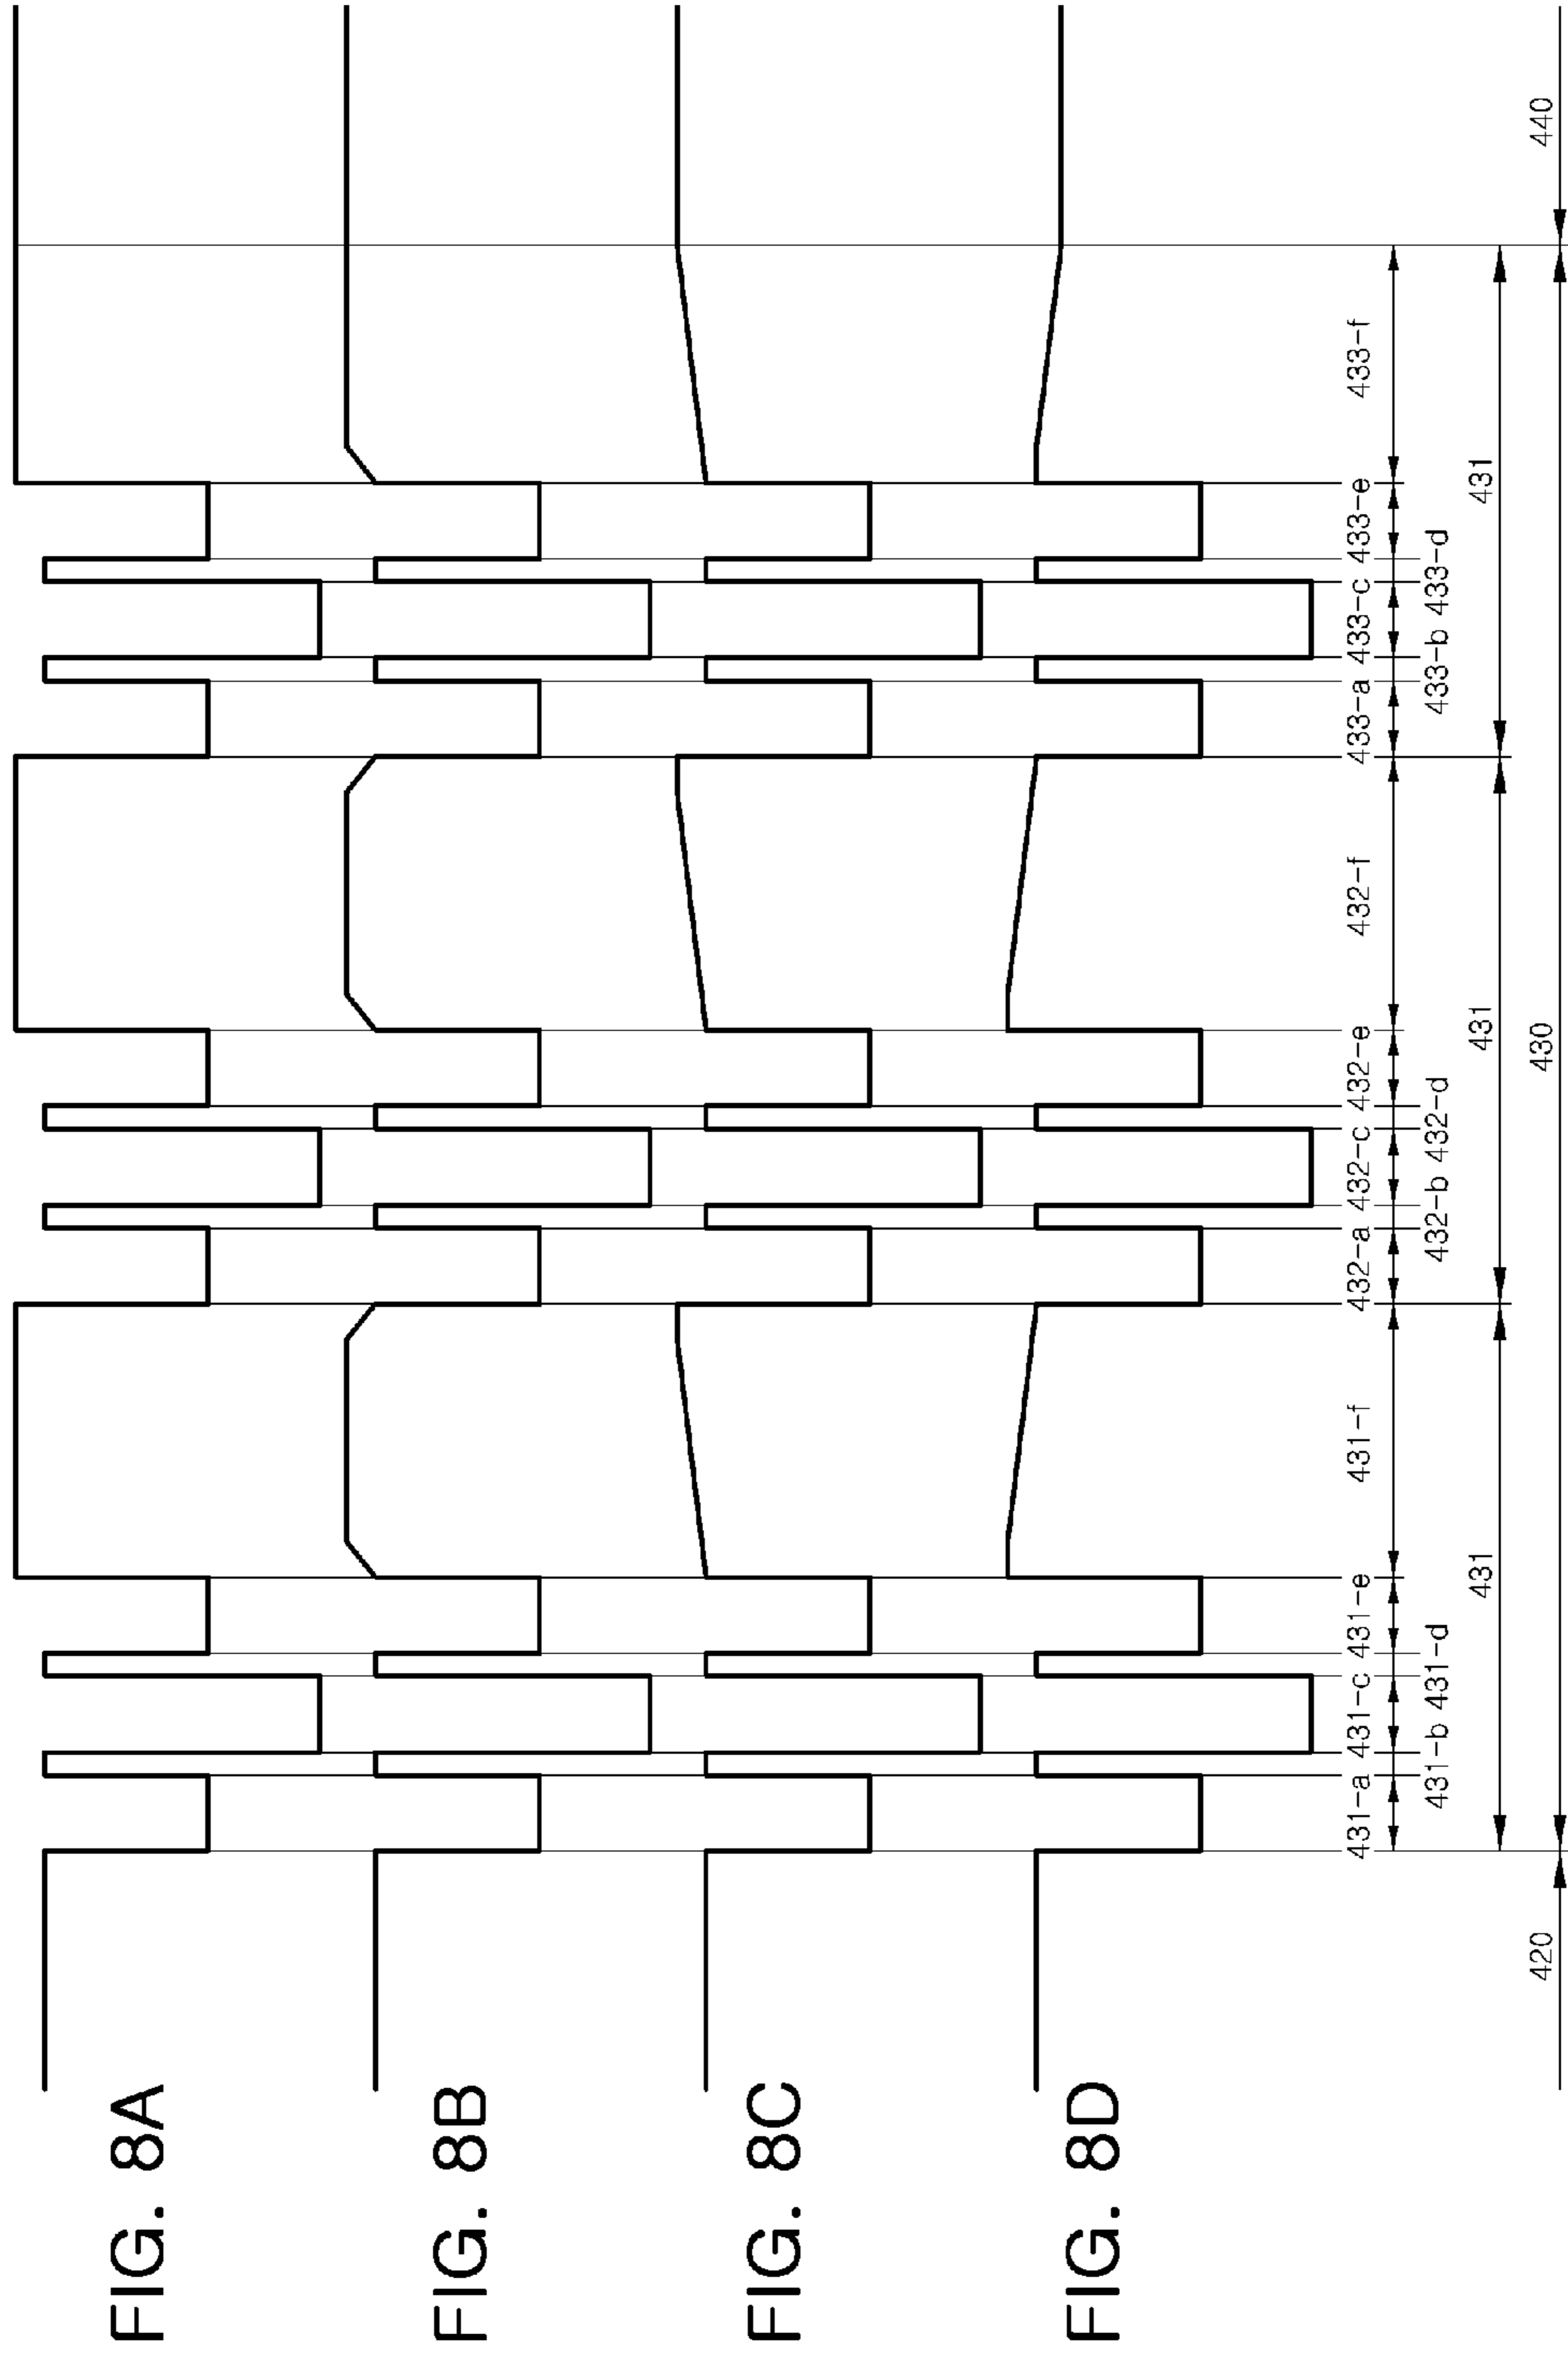 FIG. 8A
FIG. 8B
FIG. 8C
FIG. 8D
431-a 431-c 431-e 431-f 432-a 432-c 432-e 432-f 433-a 433-c 433-e 433-f
431-b 431-d 432-b 432-d 433-b 433-d
431 431 431
420 430 440